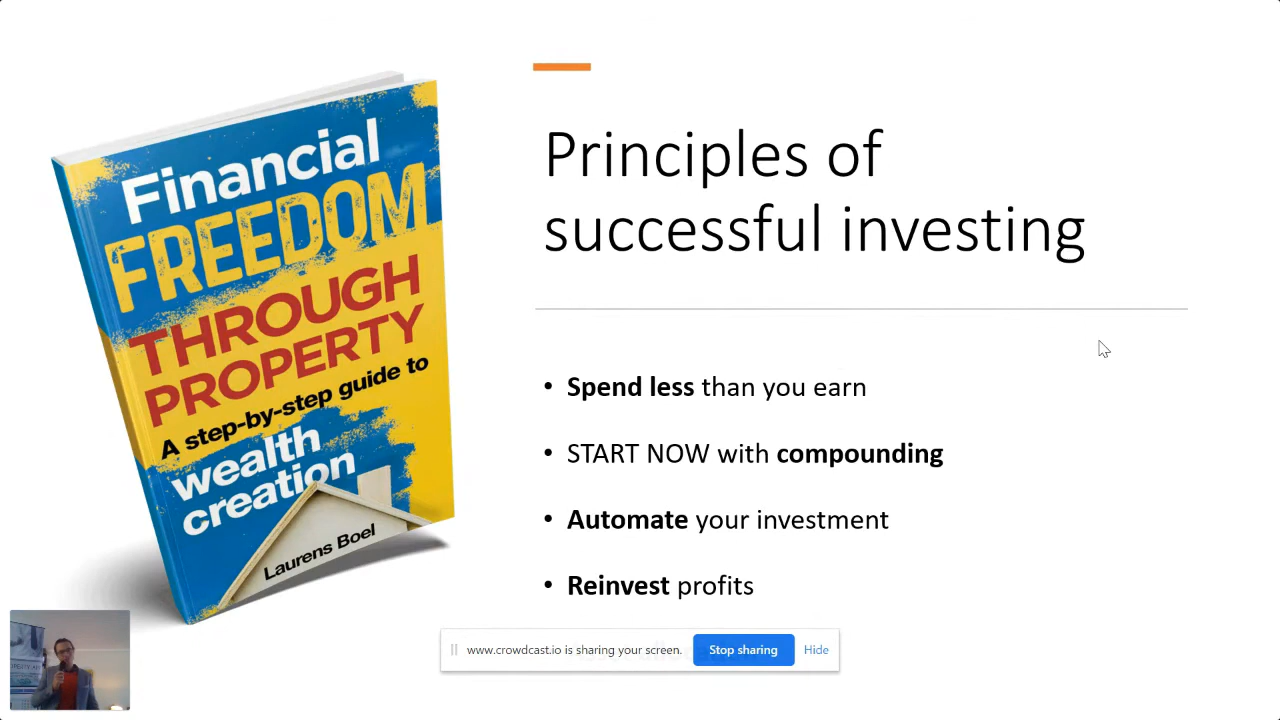 Financial
FREEDOM
THROUGH
PROPERTY
A step-by-step guide to
wealth
creation
Laurens Boel
Principles of
successful investing
• Spend less than you earn
• START NOW with compounding
• Automate your investment
• Reinvest profits
www.crowdcast.io is sharing your screen.
Stop sharing
Hide